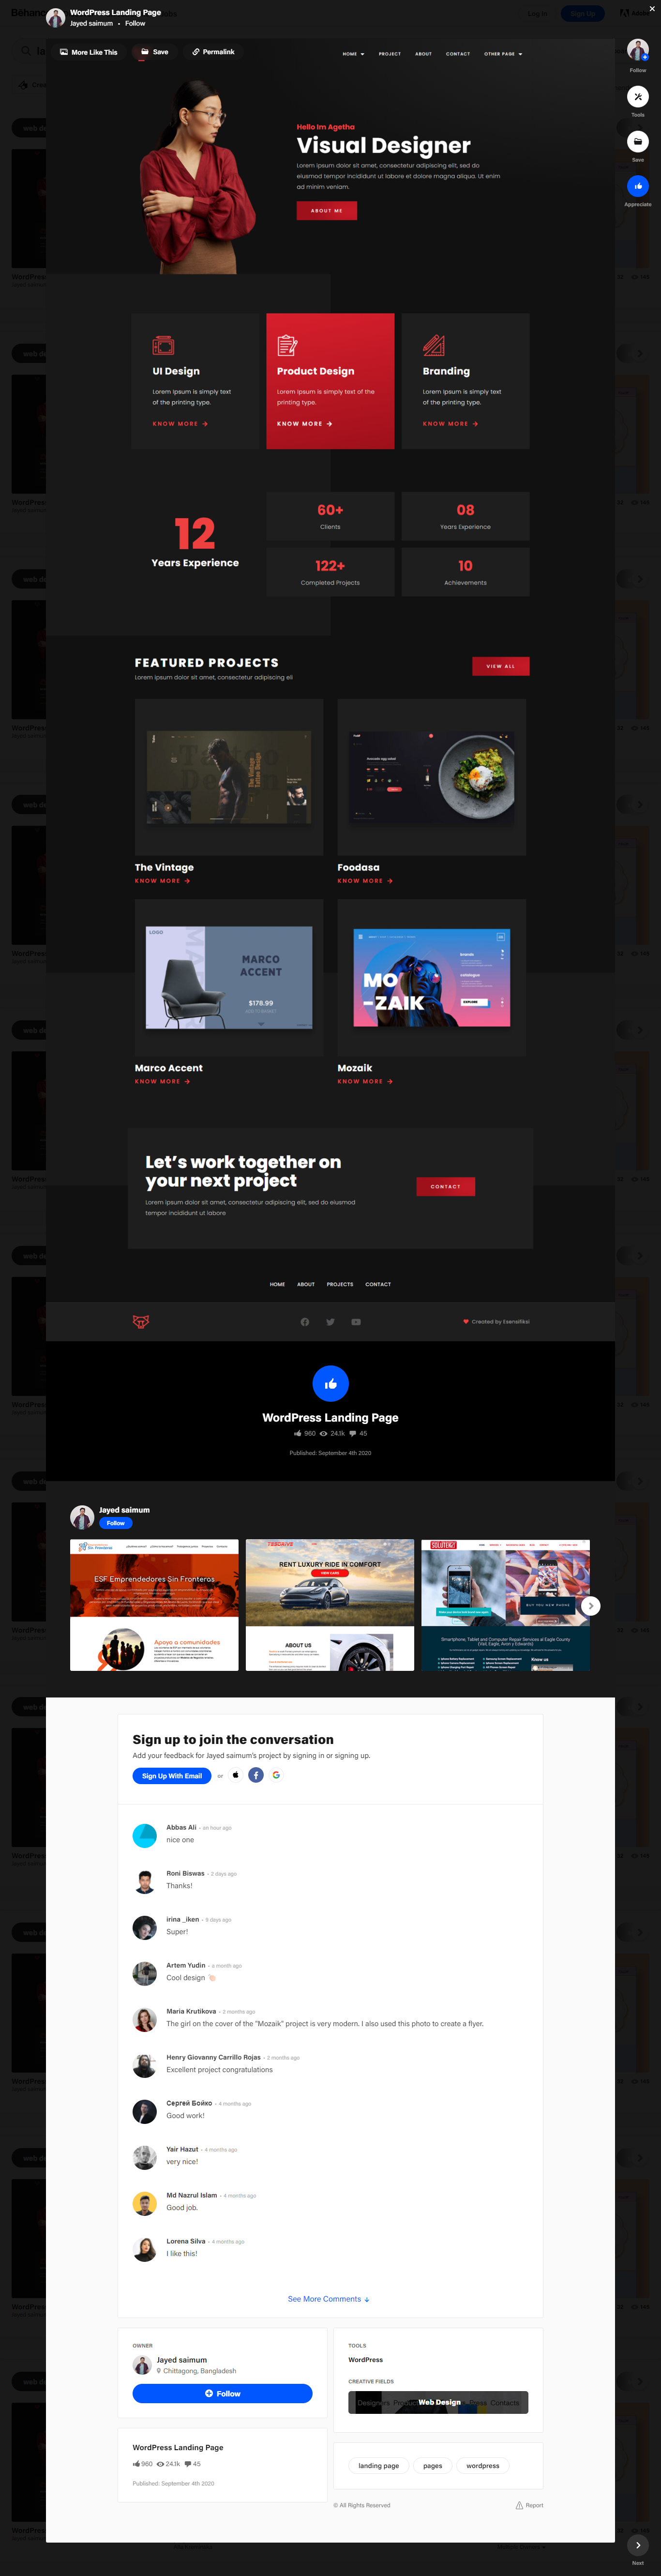 WordPress Landing Page
Jayed saimum • Follow
More Like This
Save
Permalink
HOME
PROJECT
ABOUT
CONTACT
OTHER PAGE
Follow
Tools
Save
Appreciate
Hello Im Agetha
Visual Designer
Lorem ipsum dolor sit amet, consectetur adipiscing elit, sed do
eiusmod tempor incididunt ut labore et dolore magna aliqua. Ut enim
ad minim veniam.
ABOUT ME
UI Design
Lorem Ipsum is simply text
of the printing type.
KNOW MORE →
Product Design
Lorem Ipsum is simply text of the
printing type.
KNOW MORE →
Branding
Lorem Ipsum is simply text
of the printing type.
KNOW MORE →
12
Years Experience
60+
Clients
08
Years Experience
122+
Completed Projects
10
Achievements
FEATURED PROJECTS
Lorem ipsum dolor sit amet, consectetur adipiscing eli
VIEW ALL
The Vintage
KNOW MORE →
Foodasa
KNOW MORE →
LOGO
MARCO
ACCENT
$178.99
Marco Accent
KNOW MORE →
MO
-ZAIK
EXPLORE
Mozaik
KNOW MORE →
Let's work together on
your next project
Lorem ipsum dolor sit amet, consectetur adipiscing elit, sed do eiusmod
tempor incididunt ut labore
CONTACT
HOME
ABOUT
PROJECTS
CONTACT
Created by Esensifiksi
WordPress Landing Page
960
24.1k
45
Published: September 4th 2020
Jayed saimum
Follow
ESF Emprendedores Sin Fronteras
Apoyo a comunidades
RENT LUXURY RIDE IN COMFORT
ABOUT US
BUY YOU NEW PHONE
Smartphone, Tablet and Computer Repair Services at Eagle County
(Vail, Eagle, Avon y Edwards)
Know us
Sign up to join the conversation
Add your feedback for Jayed saimum's project by signing in or signing up.
Sign Up With Email
or
Abbas Ali • an hour ago
nice one
Roni Biswas • 2 days ago
Thanks!
irina _iken • 9 days ago
Super!
Artem Yudin • a month ago
Cool design 👏🏻
Maria Krutikova • 2 months ago
The girl on the cover of the "Mozaik" project is very modern. I also used this photo to create a flyer.
Henry Giovanny Carrillo Rojas • 2 months ago
Excellent project congratulations
Сергей Бойко • 4 months ago
Good work!
Yair Hazut • 4 months ago
very nice!
Md Nazrul Islam • 4 months ago
Good job.
Lorena Silva • 4 months ago
I like this!
See More Comments ↓
OWNER
Jayed saimum
Chittagong, Bangladesh
Follow
TOOLS
WordPress
CREATIVE FIELDS
Web Design
WordPress Landing Page
960
24.1k
45
Published: September 4th 2020
landing page
pages
wordpress
© All Rights Reserved
Report
Next